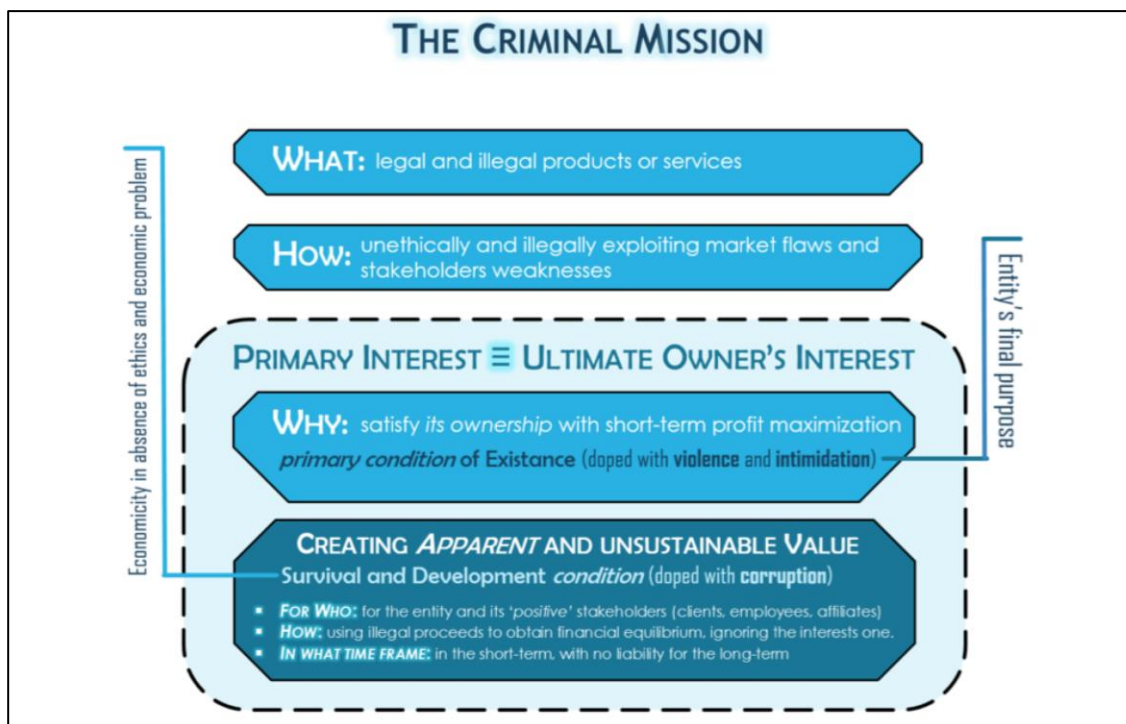 THE CRIMINAL MISSION
Economicity in absence of ethics and economic problem
WHAT: legal and illegal products or services
HOW: unethically and illegally exploiting market flaws and
stakeholders weaknesses
Entity's final purpose
PRIMARY INTEREST ≡ ULTIMATE OWNER'S INTEREST
WHY: satisfy its ownership with short-term profit maximization
primary condition of Existance (doped with violence and intimidation)
CREATING APPARENT AND UNSUSTAINABLE VALUE
Survival and Development condition (doped with corruption)
▪ FOR WHO: for the entity and its 'positive' stakeholders (clients, employees, affiliates)
▪ HOW: using illegal proceeds to obtain financial equilibrium, ignoring the interests one.
▪ IN WHAT TIME FRAME: in the short-term, with no liability for the long-term